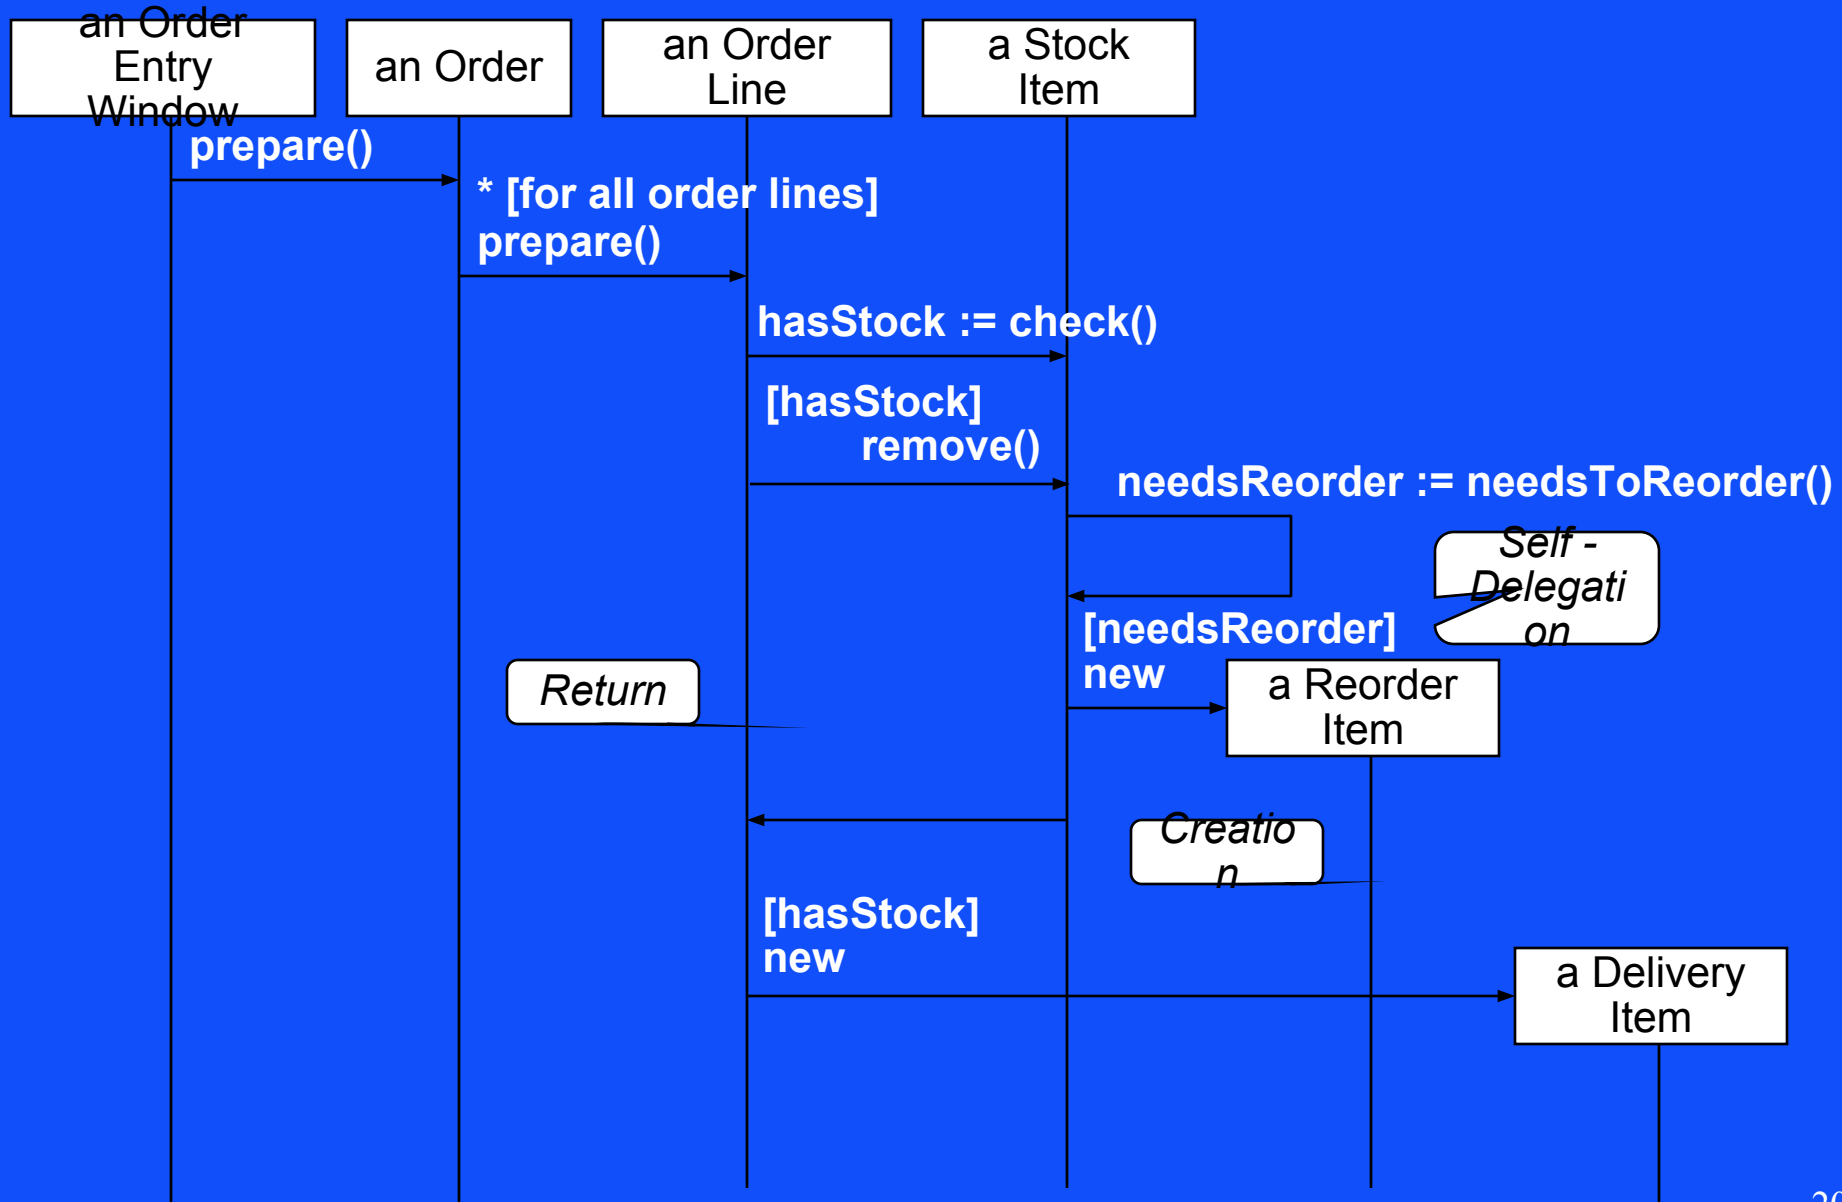 an Order
Entry
Window
an Order
an Order
Line
a Stock
Item
prepare()
* [for all order lines]
prepare()
hasStock := check()
[hasStock]
remove()
needsReorder := needsToReorder()
Self -
Delegati
on
[needsReorder]
new
Return
a Reorder
Item
Creatio
n
[hasStock]
new
a Delivery
Item